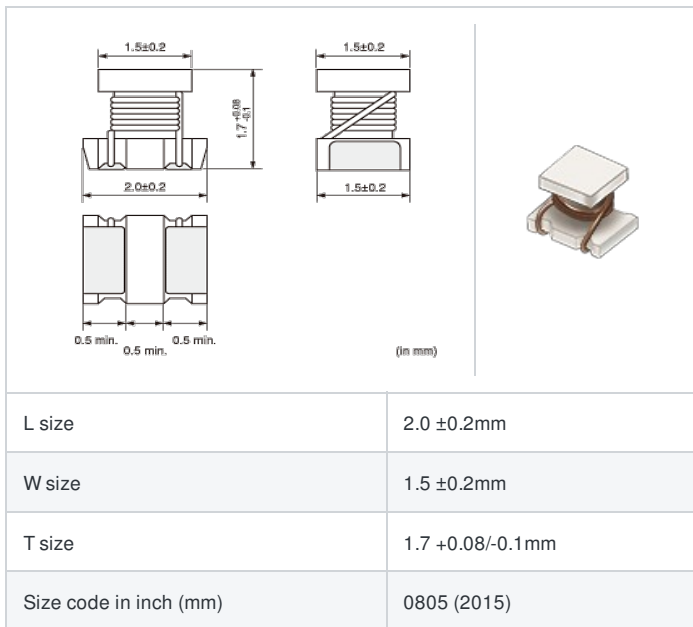 1.5±0.2
1.5±0.2
1.7 +0.08 -0.1
2.0±0.2
1.5±0.2
0.5 min.
0.5 min.
0.5 min.
(in mm)
L size 2.0 ±0.2mm
W size 1.5 ±0.2mm
T size 1.7 +0.08/-0.1mm
Size code in inch (mm) 0805 (2015)